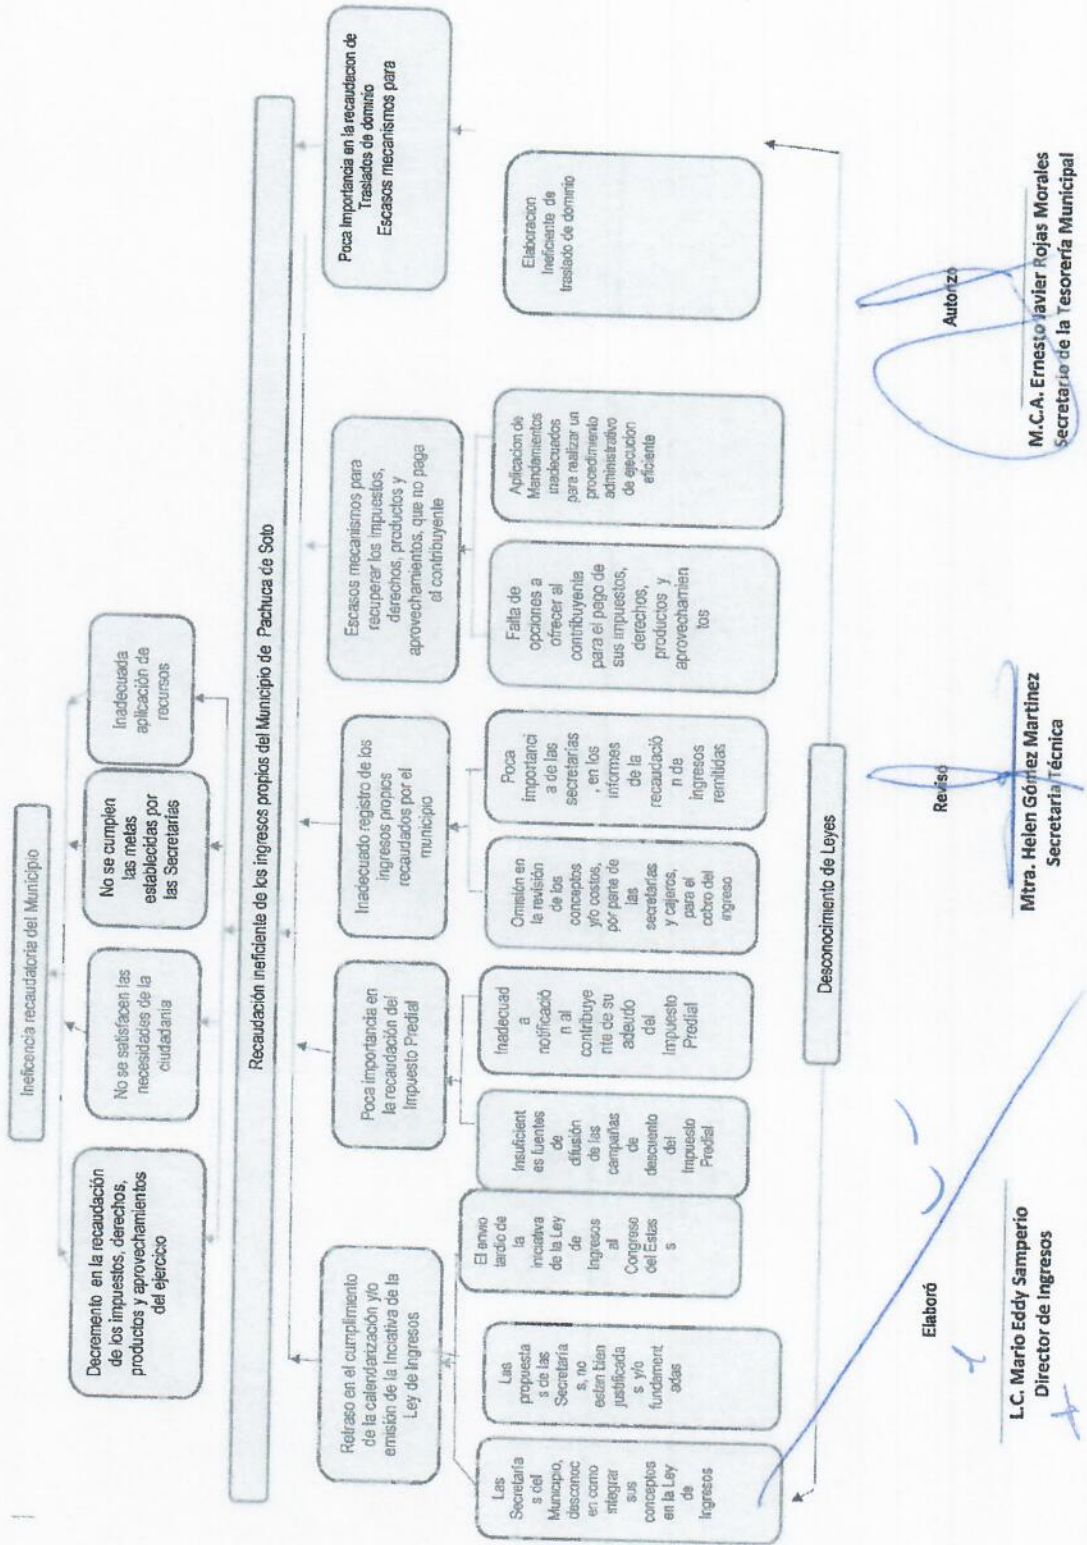 Ineficencia recaudatoria del Municipio
Decremento en la recaudación
de los impuestos, derechos,
productos y aprovechamientos
del ejercicio
No se satisfacen las
necesidades de la
ciudadania
No se cumplen
las metas
establecidas por
las Secretarías
Inadecuada
aplicación de
recursos
Recaudación ineficiente de los ingresos propios del Municipio de Pachuca de Soto
Retraso en el cumplimiento
de la calendarización y/o
emisión de la Inciativa de la
Ley de Ingresos
Poca importancia en
la recaudación del
Impuesto Predial
Inadecuado registro de los
ingresos propios
recaudados por el
municipio
Escasos mecanismos para
recuperar los impuestos,
derechos, productos y
aprovechamientos, que no paga
el contribuyente
Poca Importancia en la recaudacion de
Traslados de dominio
Escasos mecanismos para
Las
Secretaría
s del
Municipio,
desconoc
en como
integrar
sus
conceptos
en la Ley
de
Ingresos
Las
propuesta
s de las
Secretaría
s, no
estan bien
justificada
s y/o
fundament
adas
El envio
tardio de
la
iniciativa
de la Ley
de
Ingresos
al
Congreso
del Estas
s
Insuficient
es fuentes
de
difusión
de las
campañas
de
descuento
del
Impuesto
Predial
Inadecuad
a
notificació
n al
contribuye
nte de su
adeudo
del
Impuesto
Predial
Omisión en
la revisión
de los
conceptos
y/o costos,
por parte de
las
secretarías
y cajeros,
para el
cobro del
ingreso
Poca
importanci
a de las
secretarías
, en los
informes
de la
recaudació
n de
ingresos
remitidas
Falta de
opciones a
ofrecer al
contribuyente
para el pago de
sus impuestos,
derechos,
productos y
aprovechamien
tos
Aplicacion de
Mandamientos
inadecuados
para realizar un
procedimiento
administrativo
de ejecucion
eficiente
Elaboracion
Ineficiente de
traslado de dominio
Desconocimiento de Leyes
Elaboró
L.C. Mario Eddy Samperio
Director de Ingresos
Revisó
Mtra. Helen Gómez Martínez
Secretaria Técnica
Autorizó
M.C.A. Ernesto Javier Rojas Morales
Secretario de la Tesorería Municipal